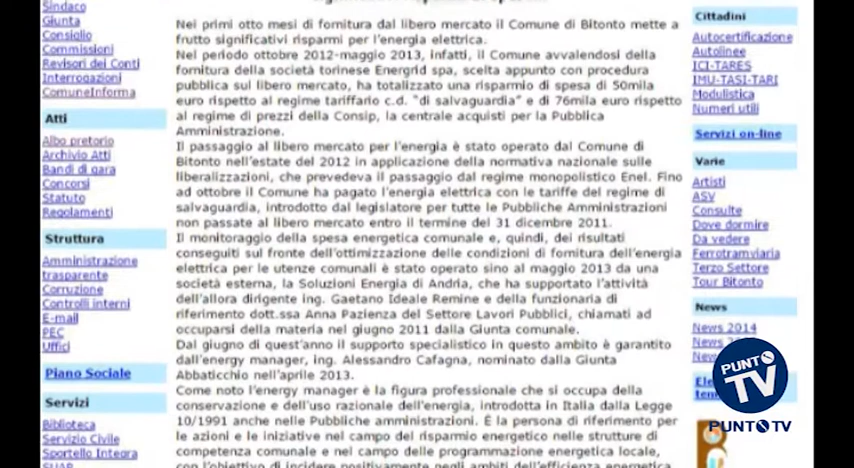 Sindaco
Giunta
Consiglio
Commissioni
Revisori dei Conti
Interrogazioni
ComuneInforma
Atti
Albo pretorio
Archivio Atti
Bandi di gara
Concorsi
Statuto
Regolamenti
Struttura
Amministrazione
trasparente
Corruzione
Controlli interni
E-mail
PEC
Uffici
Piano Sociale
Servizi
Biblioteca
Servizio Civile
Sportello Integra
SUAP
Nei primi otto mesi di fornitura dal libero mercato il Comune di Bitonto mette a
frutto significativi risparmi per l'energia elettrica.
Nel periodo ottobre 2012-maggio 2013, infatti, il Comune avvalendosi della
fornitura della società torinese Energrid spa, scelta appunto con procedura
pubblica sul libero mercato, ha totalizzato una risparmio di spesa di 50mila
euro rispetto al regime tariffario c.d. "di salvaguardia" e di 76mila euro rispetto
al regime di prezzi della Consip, la centrale acquisti per la Pubblica
Amministrazione.
Il passaggio al libero mercato per l'energia è stato operato dal Comune di
Bitonto nell'estate del 2012 in applicazione della normativa nazionale sulle
liberalizzazioni, che prevedeva il passaggio dal regime monopolistico Enel. Fino
ad ottobre il Comune ha pagato l'energia elettrica con le tariffe del regime di
salvaguardia, introdotto dal legislatore per tutte le Pubbliche Amministrazioni
non passate al libero mercato entro il termine del 31 dicembre 2011.
Il monitoraggio della spesa energetica comunale e, quindi, dei risultati
conseguiti sul fronte dell'ottimizzazione delle condizioni di fornitura dell'energia
elettrica per le utenze comunali è stato operato sino al maggio 2013 da una
società esterna, la Soluzioni Energia di Andria, che ha supportato l'attività
dell'allora dirigente ing. Gaetano Ideale Remine e della funzionaria di
riferimento dott.ssa Anna Pazienza del Settore Lavori Pubblici, chiamati ad
occuparsi della materia nel giugno 2011 dalla Giunta comunale.
Dal giugno di quest'anno il supporto specialistico in questo ambito è garantito
dall'energy manager, ing. Alessandro Cafagna, nominato dalla Giunta
Abbaticchio nell'aprile 2013.
Come noto l'energy manager è la figura professionale che si occupa della
conservazione e dell'uso razionale dell'energia, introdotta in Italia dalla Legge
10/1991 anche nelle Pubbliche amministrazioni. È la persona di riferimento per
le azioni e le iniziative nel campo del risparmio energetico nelle strutture di
competenza comunale e nel campo delle programmazione energetica locale,
con l'obiettivo di incidere positivamente negli ambiti dell'efficienza energetica
Cittadini
Autocertificazione
Autolinee
ICI-TARES
IMU-TASI-TARI
Modulistica
Numeri utili
Servizi on-line
Varie
Artisti
ASV
Consulte
Dove dormire
Da vedere
Ferrotramviaria
Terzo Settore
Tour Bitonto
News
News 2014
News
PUNTO
TV
PUNTO TV